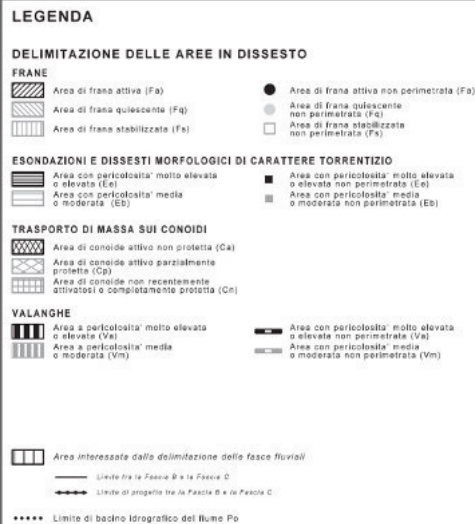 LEGENDA
DELIMITAZIONE DELLE AREE IN DISSESTO
FRANE
Area di frana attiva (Fa)
Area di frana quiescente (Fq)
Area di frana stabilizzata (Fs)
Area di frana attiva non perimetrata (Fa)
Area di frana quiescente
non perimetrata (Fq)
Area di frana stabilizzata
non perimetrata (Fs)
ESONDAZIONI E DISSESTI MORFOLOGICI DI CARATTERE TORRENTIZIO
Area con pericolosita' molto elevata
o elevata (Ee)
Area con pericolosita' media
o moderata (Eb)
Area con pericolosita' molto elevata
o elevata non perimetrata (Ee)
Area con pericolosita' media
o moderata non perimetrata (Eb)
TRASPORTO DI MASSA SUI CONOIDI
Area di conoide attivo non protetta (Ca)
Area di conoide attivo parzialmente
protetta (Cp)
Area di conoide non recentemente
attivatosi o completamente protetta (Cn)
VALANGHE
Area a pericolosita' molto elevata
o elevata (Va)
Area a pericolosita' media
o moderata (Vm)
Area con pericolosita' molto elevata
o elevata non perimetrata (Va)
Area con pericolosita' media
o moderata non perimetrata (Vm)
Area interessata dalla delimitazione delle fasce fluviali
Limite tra la Fascia B e la Fascia C
Limite di progetto tra la Fascia B e la Fascia C
Limite di bacino idrografico del fiume Po